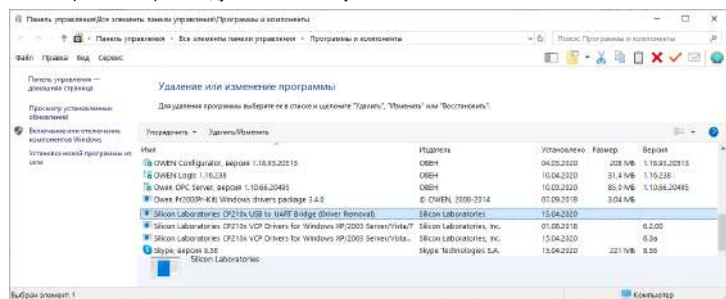 Панель управления\Все элементы панели управления\Программы и компоненты
Панель управления › Все элементы панели управления › Программы и компоненты
Поиск: Программы и компоненты
Файл Правка Вид Сервис
Панель управления —
домашняя страница
Просмотр установленных
обновлений
Включение или отключение
компонентов Windows
Установка новой программы из
сети
Удаление или изменение программы
Для удаления программы выберите ее в списке и щелкните "Удалить", "Изменить" или "Восстановить".
Упорядочить Удалить/Изменить
Имя Издатель Установлено Размер Версия
OWEN Configurator, версия 1.16.93.20515 ОВЕН 04.03.2020 208 МБ 1.16.93.20515
OWEN Logic 1.16.238 ОВЕН 10.04.2020 31,4 МБ 1.16.238
Owen OPC Server, версия 1.10.66.20495 ОВЕН 10.03.2020 85,0 МБ 1.10.66.20495
Owen Pr200(Pr-Kit) Windows drivers package 3.4.0 © OWEN, 2008-2014 07.09.2018 3,04 МБ
Silicon Laboratories CP210x USB to UART Bridge (Driver Removal) Silicon Laboratories 15.04.2020
Silicon Laboratories CP210x VCP Drivers for Windows XP/2003 Server/Vista/7 Silicon Laboratories, Inc. 01.08.2018 6.2.00
Silicon Laboratories CP210x VCP Drivers for Windows XP/2003 Server/Vista... Silicon Laboratories, Inc. 15.04.2020 6.3a
Skype, версия 8.58 Skype Technologies S.A. 13.04.2020 221 МБ 8.58
Silicon Laboratories
Выбран элемент: 1 Компьютер